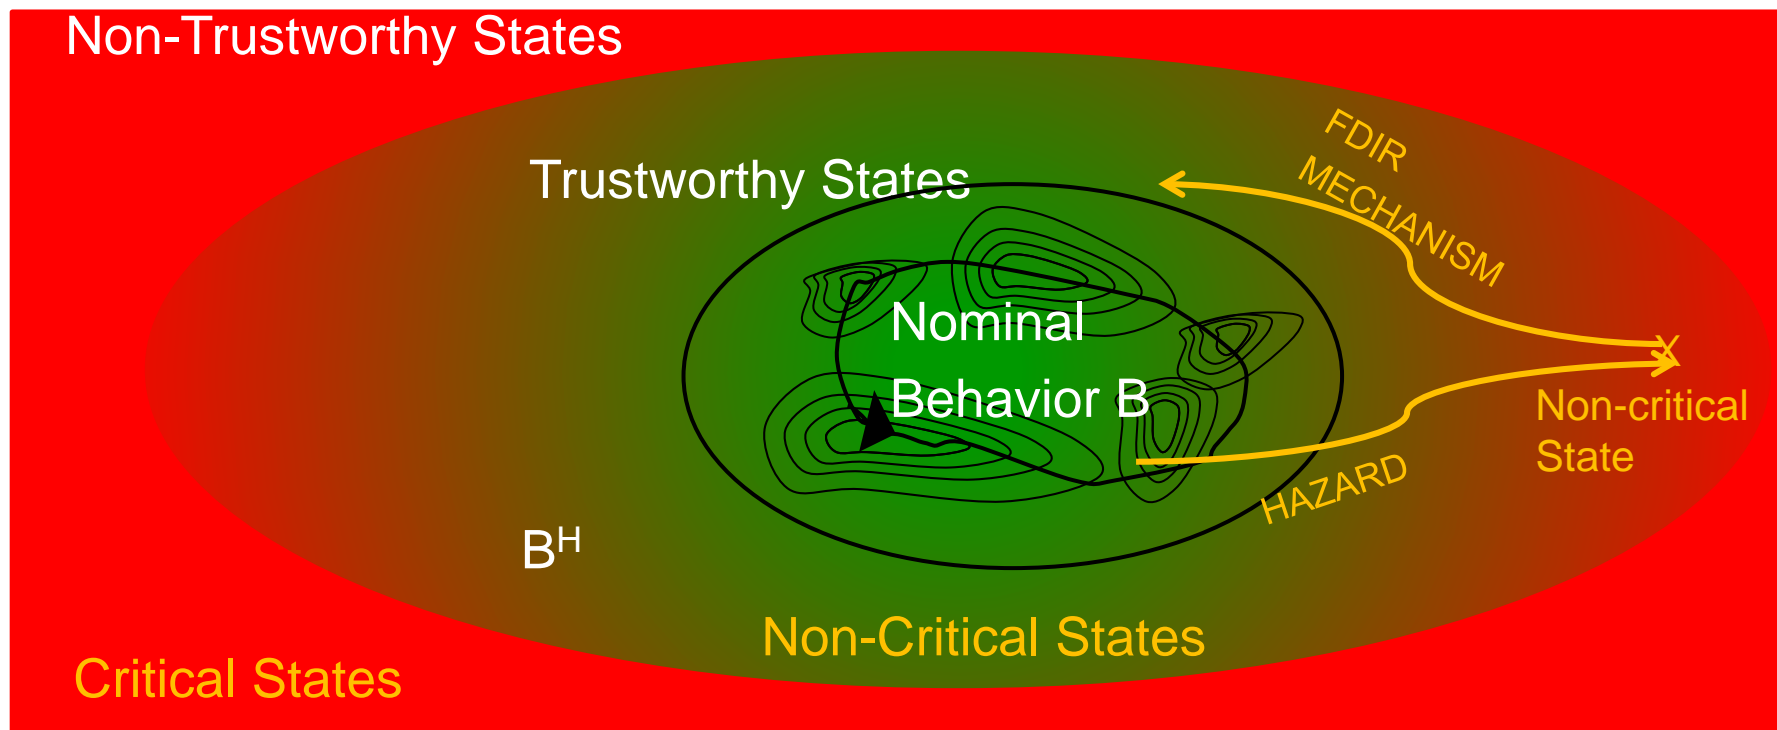 Non-Trustworthy States
FDIR
MECHANISM
Trustworthy States
Nominal
Behavior B
X
Non-critical
State
HAZARD
B^H
Non-Critical States
Critical States